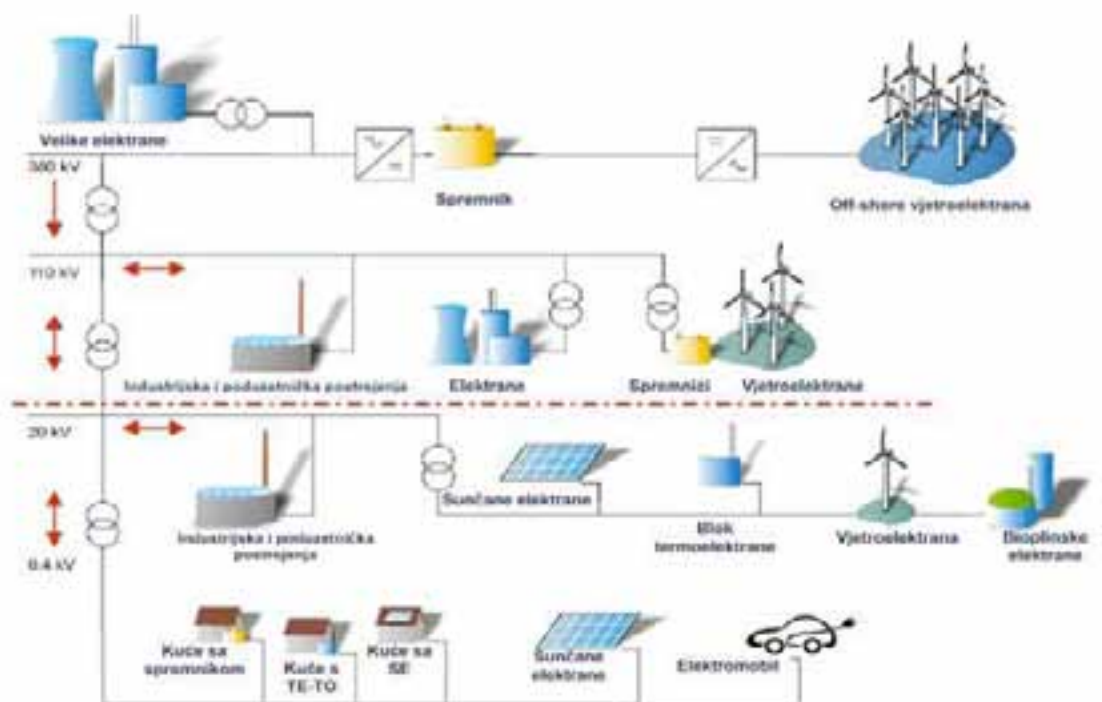 Velike elektrane
380 kV
Spremnik
Off-shore vjetroelektrana
110 kV
Industrijska i poduzetnička postrojenja
Elektrane
Spremnizi
Vjetroelektrane
20 kV
Sunčane elektrane
Industrijska i poduzetnička
postrojenja
Blok
termoelektrane
Vjetroelektrana
Bioplinske
elektrane
0.4 kV
Kuće sa
spremnikom
Kuće s
TE-TO
Kuće sa
SE
Sunčane
elektrane
Elektromobil